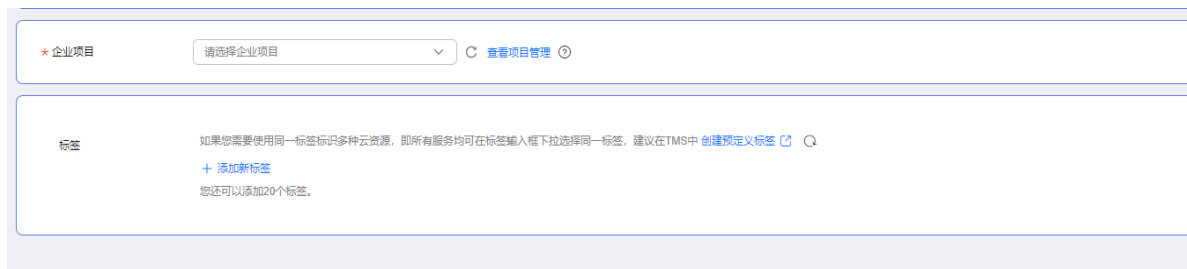 * 企业项目 请选择企业项目 查看项目管理
标签 如果您需要使用同一标签标识多种云资源，即所有服务均可在标签输入框下拉选择同一标签，建议在TMS中 创建预定义标签
+ 添加新标签
您还可以添加20个标签。